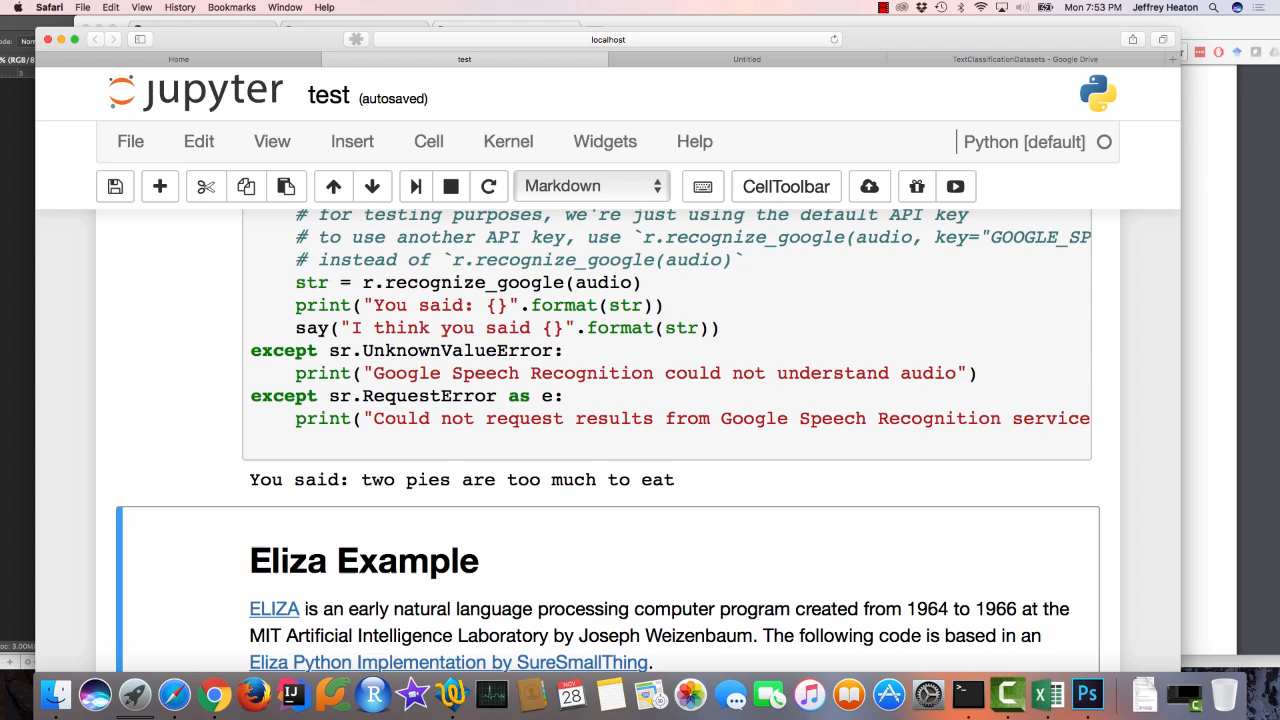 Safari File Edit View History Bookmarks Window Help Mon 7:53 PM Jeffrey Heaton
localhost
Home test Untitled TextClassificationDatasets - Google Drive
jupyter test (autosaved)
File Edit View Insert Cell Kernel Widgets Help Python [default]
Markdown CellToolbar
# for testing purposes, we're just using the default API key
# to use another API key, use `r.recognize_google(audio, key="GOOGLE_SP
# instead of `r.recognize_google(audio)`
str = r.recognize_google(audio)
print("You said: {}".format(str))
say("I think you said {}".format(str))
except sr.UnknownValueError:
print("Google Speech Recognition could not understand audio")
except sr.RequestError as e:
print("Could not request results from Google Speech Recognition service
You said: two pies are too much to eat
Eliza Example
ELIZA is an early natural language processing computer program created from 1964 to 1966 at the
MIT Artificial Intelligence Laboratory by Joseph Weizenbaum. The following code is based in an
Eliza Python Implementation by SureSmallThing.
NOV
28
Ps